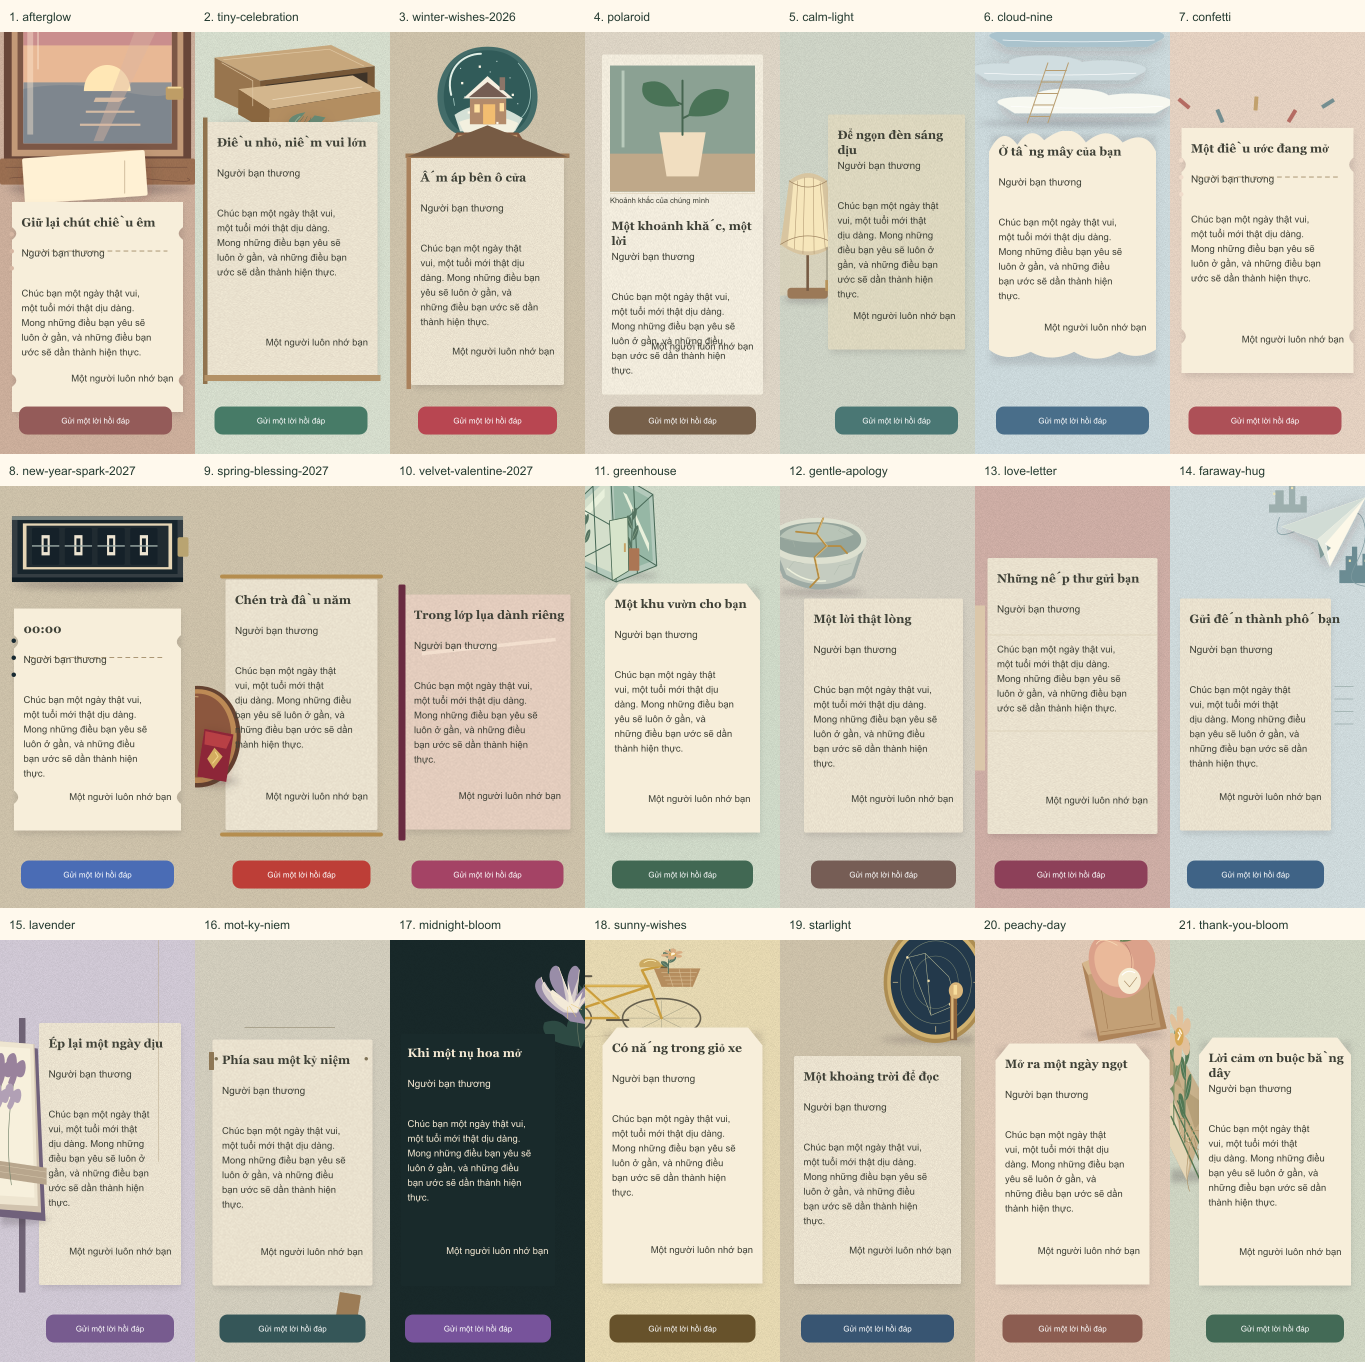 1. afterglow
Giữ lại chút chiều êm
Người bạn thương
Chúc bạn một ngày thật vui,
một tuổi mới thật dịu dàng.
Mong những điều bạn yêu sẽ
luôn ở gần, và những điều bạn
ước sẽ dần thành hiện thực.
Một người luôn nhớ bạn
Gửi một lời hồi đáp
2. tiny-celebration
Điều nhỏ, niềm vui lớn
Người bạn thương
Chúc bạn một ngày thật vui,
một tuổi mới thật dịu dàng.
Mong những điều bạn yêu sẽ
luôn ở gần, và những điều bạn
ước sẽ dần thành hiện thực.
Một người luôn nhớ bạn
Gửi một lời hồi đáp
3. winter-wishes-2026
Ấm áp bên ô cửa
Người bạn thương
Chúc bạn một ngày thật
vui, một tuổi mới thật dịu
dàng. Mong những điều bạn
yêu sẽ luôn ở gần, và
những điều bạn ước sẽ dần
thành hiện thực.
Một người luôn nhớ bạn
Gửi một lời hồi đáp
4. polaroid
Khoảnh khắc của chúng mình
Một khoảnh khắc, một
lời
Người bạn thương
Chúc bạn một ngày thật vui,
một tuổi mới thật dịu dàng.
Mong những điều bạn yêu sẽ
luôn ở gần, và những điều
Một người luôn nhớ bạn
bạn ước sẽ dần thành hiện
thực.
Gửi một lời hồi đáp
5. calm-light
Để ngọn đèn sáng
dịu
Người bạn thương
Chúc bạn một ngày thật
vui, một tuổi mới thật
dịu dàng. Mong những
điều bạn yêu sẽ luôn ở
gần, và những điều bạn
ước sẽ dần thành hiện
thực.
Một người luôn nhớ bạn
Gửi một lời hồi đáp
6. cloud-nine
Ở tầng mây của bạn
Người bạn thương
Chúc bạn một ngày thật
vui, một tuổi mới thật dịu
dàng. Mong những điều
bạn yêu sẽ luôn ở gần, và
những điều bạn ước sẽ
dần thành hiện thực.
Một người luôn nhớ bạn
Gửi một lời hồi đáp
7. confetti
Một điều ước đang mở
Người bạn thương
Chúc bạn một ngày thật vui,
một tuổi mới thật dịu dàng.
Mong những điều bạn yêu sẽ
luôn ở gần, và những điều bạn
ước sẽ dần thành hiện thực.
Một người luôn nhớ bạn
Gửi một lời hồi đáp
8. new-year-spark-2027
0 0 0 0
00:00
Người bạn thương
Chúc bạn một ngày thật vui,
một tuổi mới thật dịu dàng.
Mong những điều bạn yêu sẽ
luôn ở gần, và những điều
bạn ước sẽ dần thành hiện
thực.
Một người luôn nhớ bạn
Gửi một lời hồi đáp
9. spring-blessing-2027
Chén trà đầu năm
Người bạn thương
Chúc bạn một ngày thật
vui, một tuổi mới thật
dịu dàng. Mong những điều
bạn yêu sẽ luôn ở gần, và
những điều bạn ước sẽ dần
thành hiện thực.
Một người luôn nhớ bạn
Gửi một lời hồi đáp
10. velvet-valentine-2027
Trong lớp lụa dành riêng
Người bạn thương
Chúc bạn một ngày thật vui,
một tuổi mới thật dịu dàng.
Mong những điều bạn yêu sẽ
luôn ở gần, và những điều
bạn ước sẽ dần thành hiện
thực.
Một người luôn nhớ bạn
Gửi một lời hồi đáp
11. greenhouse
Một khu vườn cho bạn
Người bạn thương
Chúc bạn một ngày thật
vui, một tuổi mới thật dịu
dàng. Mong những điều bạn
yêu sẽ luôn ở gần, và
những điều bạn ước sẽ dần
thành hiện thực.
Một người luôn nhớ bạn
Gửi một lời hồi đáp
12. gentle-apology
Một lời thật lòng
Người bạn thương
Chúc bạn một ngày thật vui,
một tuổi mới thật dịu dàng.
Mong những điều bạn yêu sẽ
luôn ở gần, và những điều
bạn ước sẽ dần thành hiện
thực.
Một người luôn nhớ bạn
Gửi một lời hồi đáp
13. love-letter
Những nếp thư gửi bạn
Người bạn thương
Chúc bạn một ngày thật vui,
một tuổi mới thật dịu dàng.
Mong những điều bạn yêu sẽ
luôn ở gần, và những điều bạn
ước sẽ dần thành hiện thực.
Một người luôn nhớ bạn
Gửi một lời hồi đáp
14. faraway-hug
Gửi đến thành phố bạn
Người bạn thương
Chúc bạn một ngày thật
vui, một tuổi mới thật
dịu dàng. Mong những điều
bạn yêu sẽ luôn ở gần, và
những điều bạn ước sẽ dần
thành hiện thực.
Một người luôn nhớ bạn
Gửi một lời hồi đáp
15. lavender
Ép lại một ngày dịu
Người bạn thương
Chúc bạn một ngày thật
vui, một tuổi mới thật
dịu dàng. Mong những
điều bạn yêu sẽ luôn ở
gần, và những điều bạn
ước sẽ dần thành hiện
thực.
Một người luôn nhớ bạn
Gửi một lời hồi đáp
16. mot-ky-niem
Phía sau một kỷ niệm
Người bạn thương
Chúc bạn một ngày thật vui,
một tuổi mới thật dịu dàng.
Mong những điều bạn yêu sẽ
luôn ở gần, và những điều
bạn ước sẽ dần thành hiện
thực.
Một người luôn nhớ bạn
Gửi một lời hồi đáp
17. midnight-bloom
Khi một nụ hoa mở
Người bạn thương
Chúc bạn một ngày thật vui,
một tuổi mới thật dịu dàng.
Mong những điều bạn yêu sẽ
luôn ở gần, và những điều
bạn ước sẽ dần thành hiện
thực.
Một người luôn nhớ bạn
Gửi một lời hồi đáp
18. sunny-wishes
Có nắng trong giỏ xe
Người bạn thương
Chúc bạn một ngày thật vui,
một tuổi mới thật dịu dàng.
Mong những điều bạn yêu sẽ
luôn ở gần, và những điều
bạn ước sẽ dần thành hiện
thực.
Một người luôn nhớ bạn
Gửi một lời hồi đáp
19. starlight
Một khoảng trời để đọc
Người bạn thương
Chúc bạn một ngày thật vui,
một tuổi mới thật dịu dàng.
Mong những điều bạn yêu sẽ
luôn ở gần, và những điều
bạn ước sẽ dần thành hiện
thực.
Một người luôn nhớ bạn
Gửi một lời hồi đáp
20. peachy-day
Mở ra một ngày ngọt
Người bạn thương
Chúc bạn một ngày thật
vui, một tuổi mới thật dịu
dàng. Mong những điều bạn
yêu sẽ luôn ở gần, và
những điều bạn ước sẽ dần
thành hiện thực.
Một người luôn nhớ bạn
Gửi một lời hồi đáp
21. thank-you-bloom
Lời cảm ơn buộc bằng
dây
Người bạn thương
Chúc bạn một ngày thật
vui, một tuổi mới thật
dịu dàng. Mong những điều
bạn yêu sẽ luôn ở gần, và
những điều bạn ước sẽ dần
thành hiện thực.
Một người luôn nhớ bạn
Gửi một lời hồi đáp